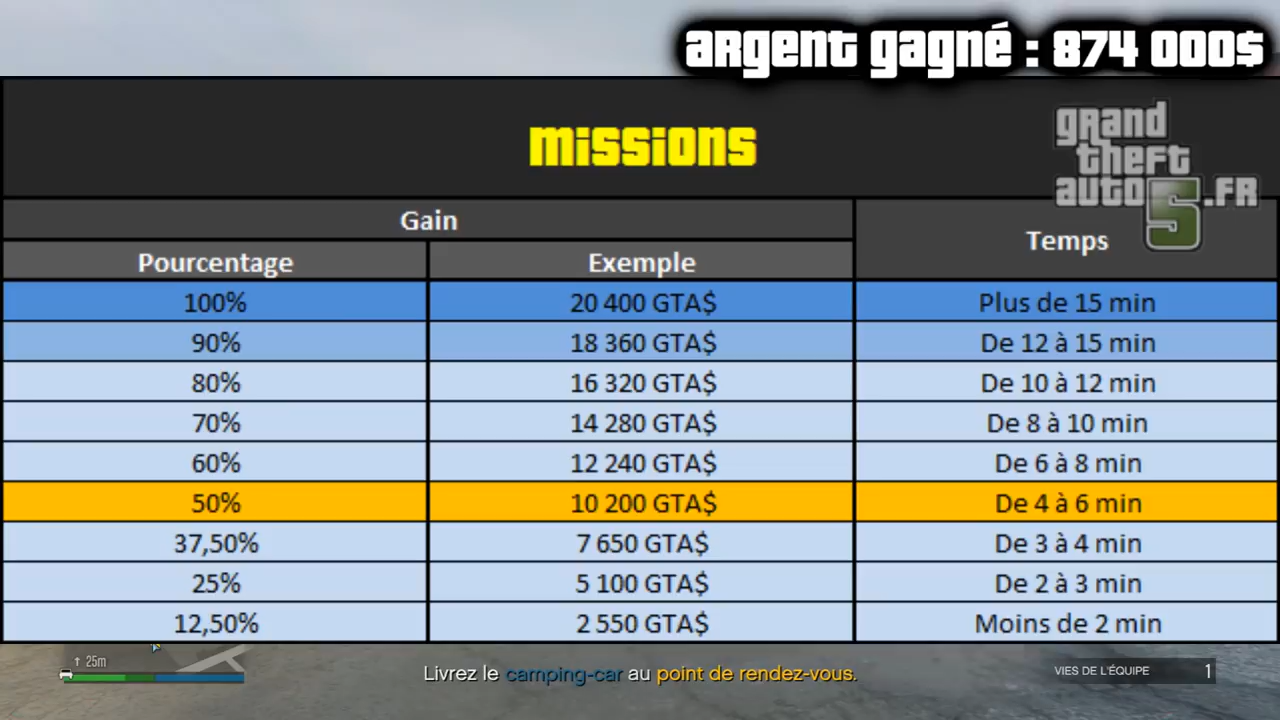 argent gagné : 874 000$
missions
grand
theft
auto 5.FR
Gain
Temps
Pourcentage
Exemple
100%
20 400 GTA$
Plus de 15 min
90%
18 360 GTA$
De 12 à 15 min
80%
16 320 GTA$
De 10 à 12 min
70%
14 280 GTA$
De 8 à 10 min
60%
12 240 GTA$
De 6 à 8 min
50%
10 200 GTA$
De 4 à 6 min
37,50%
7 650 GTA$
De 3 à 4 min
25%
5 100 GTA$
De 2 à 3 min
12,50%
2 550 GTA$
Moins de 2 min
↑ 25m
Livrez le camping-car au point de rendez-vous.
VIES DE L'ÉQUIPE 1